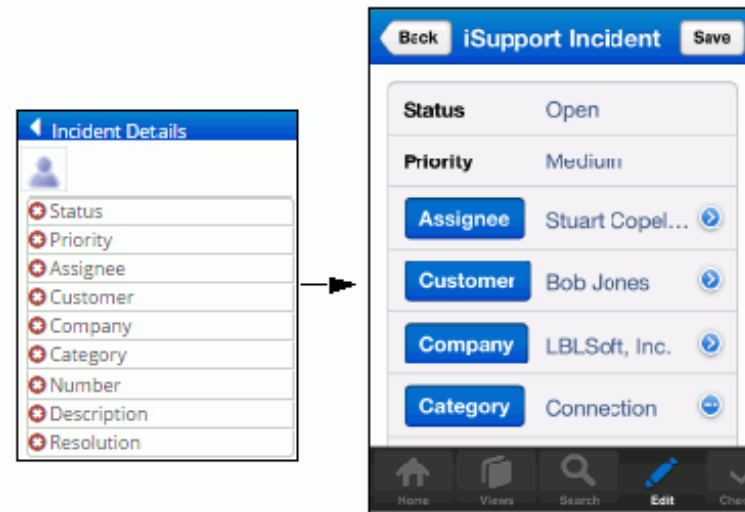 Incident Details
Status
Priority
Assignee
Customer
Company
Category
Number
Description
Resolution
Back iSupport Incident Save
Status Open
Priority Medium
Assignee Stuart Copel...
Customer Bob Jones
Company LBLSoft, Inc.
Category Connection
Home Views Search Edit